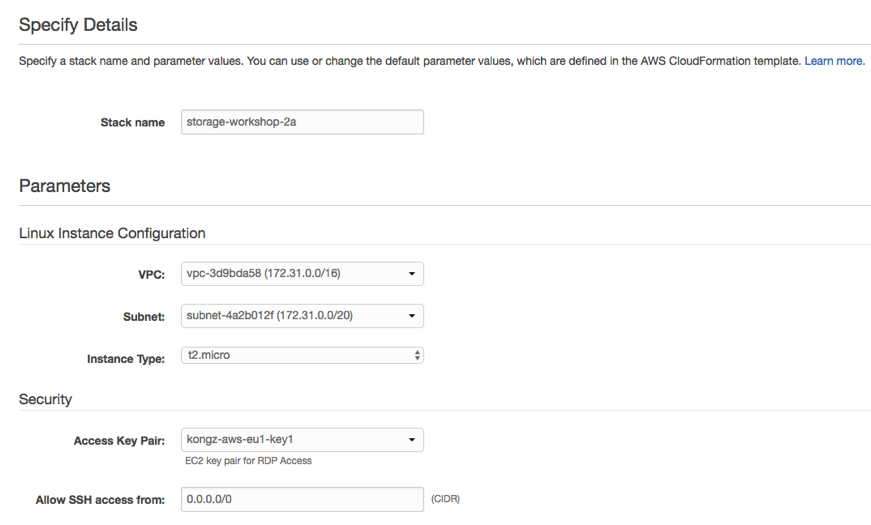 Specify Details
Specify a stack name and parameter values. You can use or change the default parameter values, which are defined in the AWS CloudFormation template. Learn more.
Stack name storage-workshop-2a
Parameters
Linux Instance Configuration
VPC: vpc-3d9bda58 (172.31.0.0/16)
Subnet: subnet-4a2b012f (172.31.0.0/20)
Instance Type: t2.micro
Security
Access Key Pair: kongz-aws-eu1-key1
EC2 key pair for RDP Access
Allow SSH access from: 0.0.0.0/0 (CIDR)